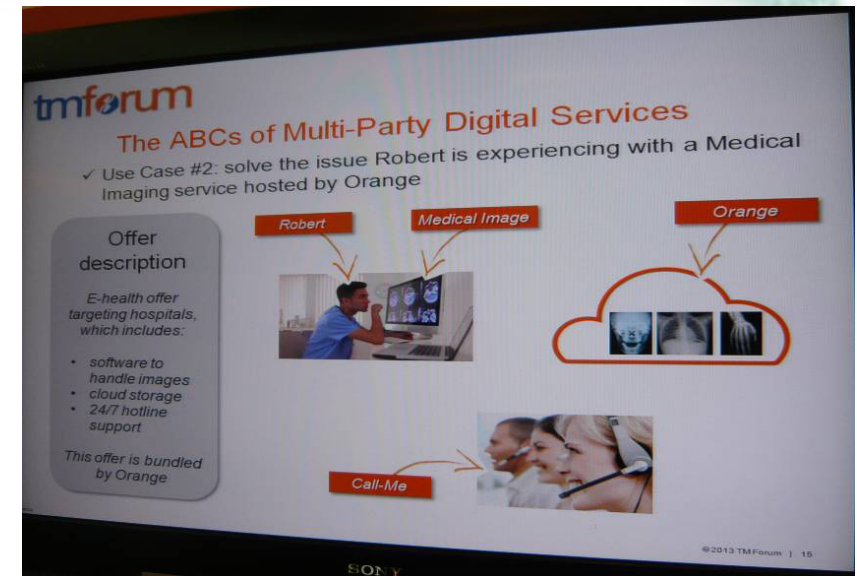 tmforum
The ABCs of Multi-Party Digital Services
✓ Use Case #2: solve the issue Robert is experiencing with a Medical
Imaging service hosted by Orange
Offer
description
E-health offer
targeting hospitals,
which includes:
• software to
handle images
• cloud storage
• 24/7 hotline
support
This offer is bundled
by Orange
Robert
Medical Image
Orange
Call-Me
©2013 TM Forum | 15
SONY